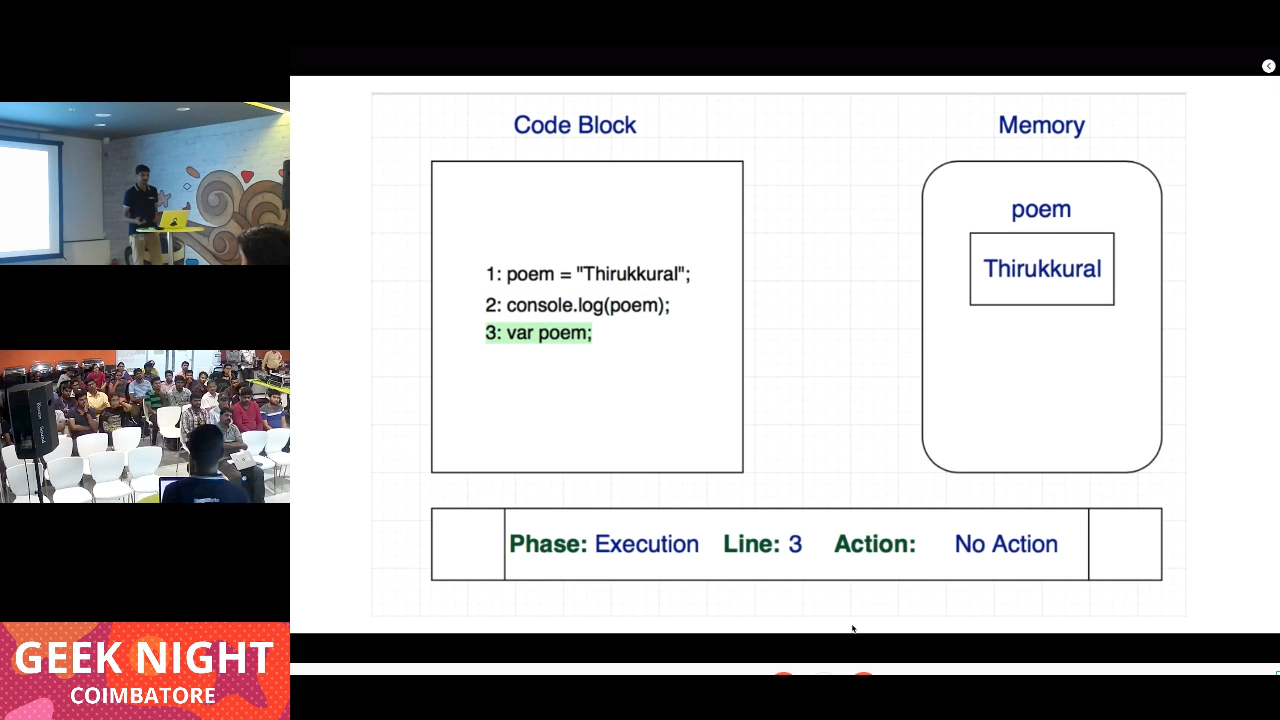 Code Block
Memory
poem
Thirukkural
1: poem = "Thirukkural";
2: console.log(poem);
3: var poem;
Phase: Execution Line: 3 Action: No Action
GEEK NIGHT
COIMBATORE